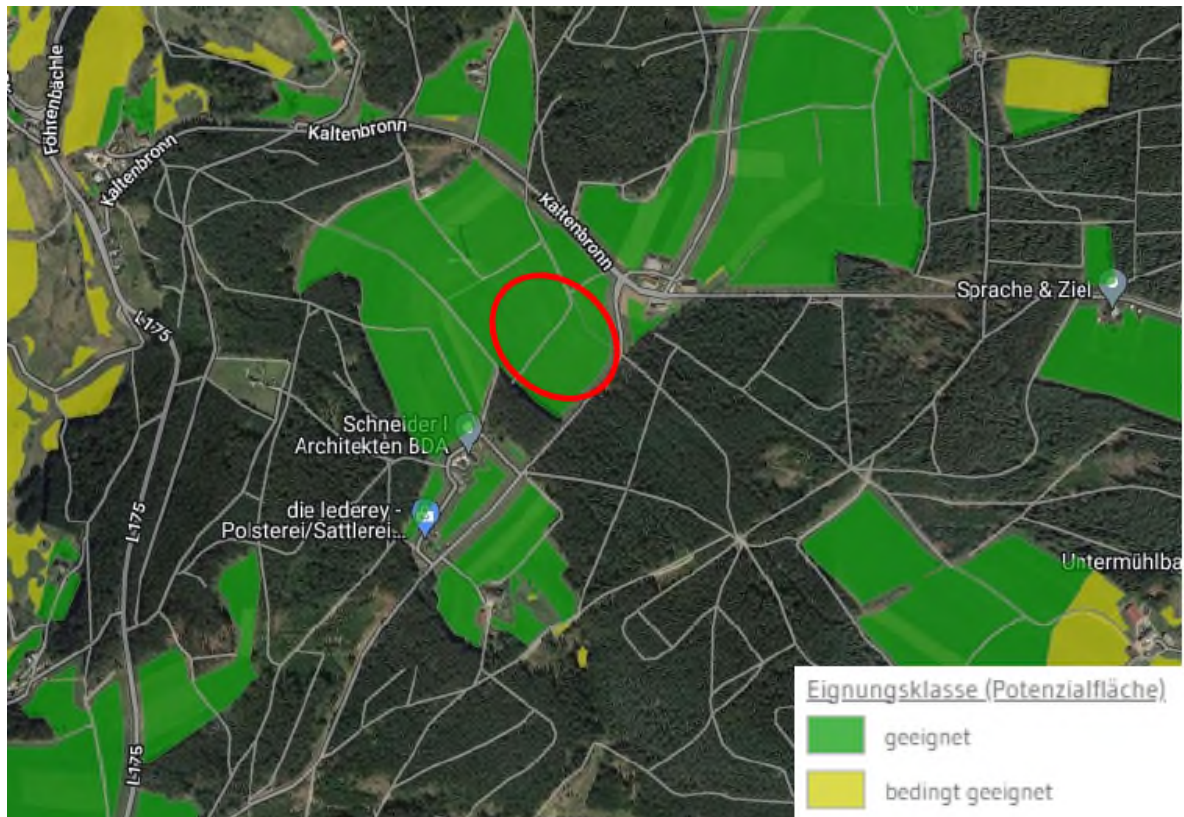 Föhrenbächle
Kaltenbronn
Kaltenbronn
Kaltenbronn
L175
Sprache & Ziel
Schneider I
Architekten BDA
die lederey -
Polsterei/Sattlerei...
L-175
L-175
Untermühlba
Eignungsklasse (Potenzialfläche)
geeignet
bedingt geeignet